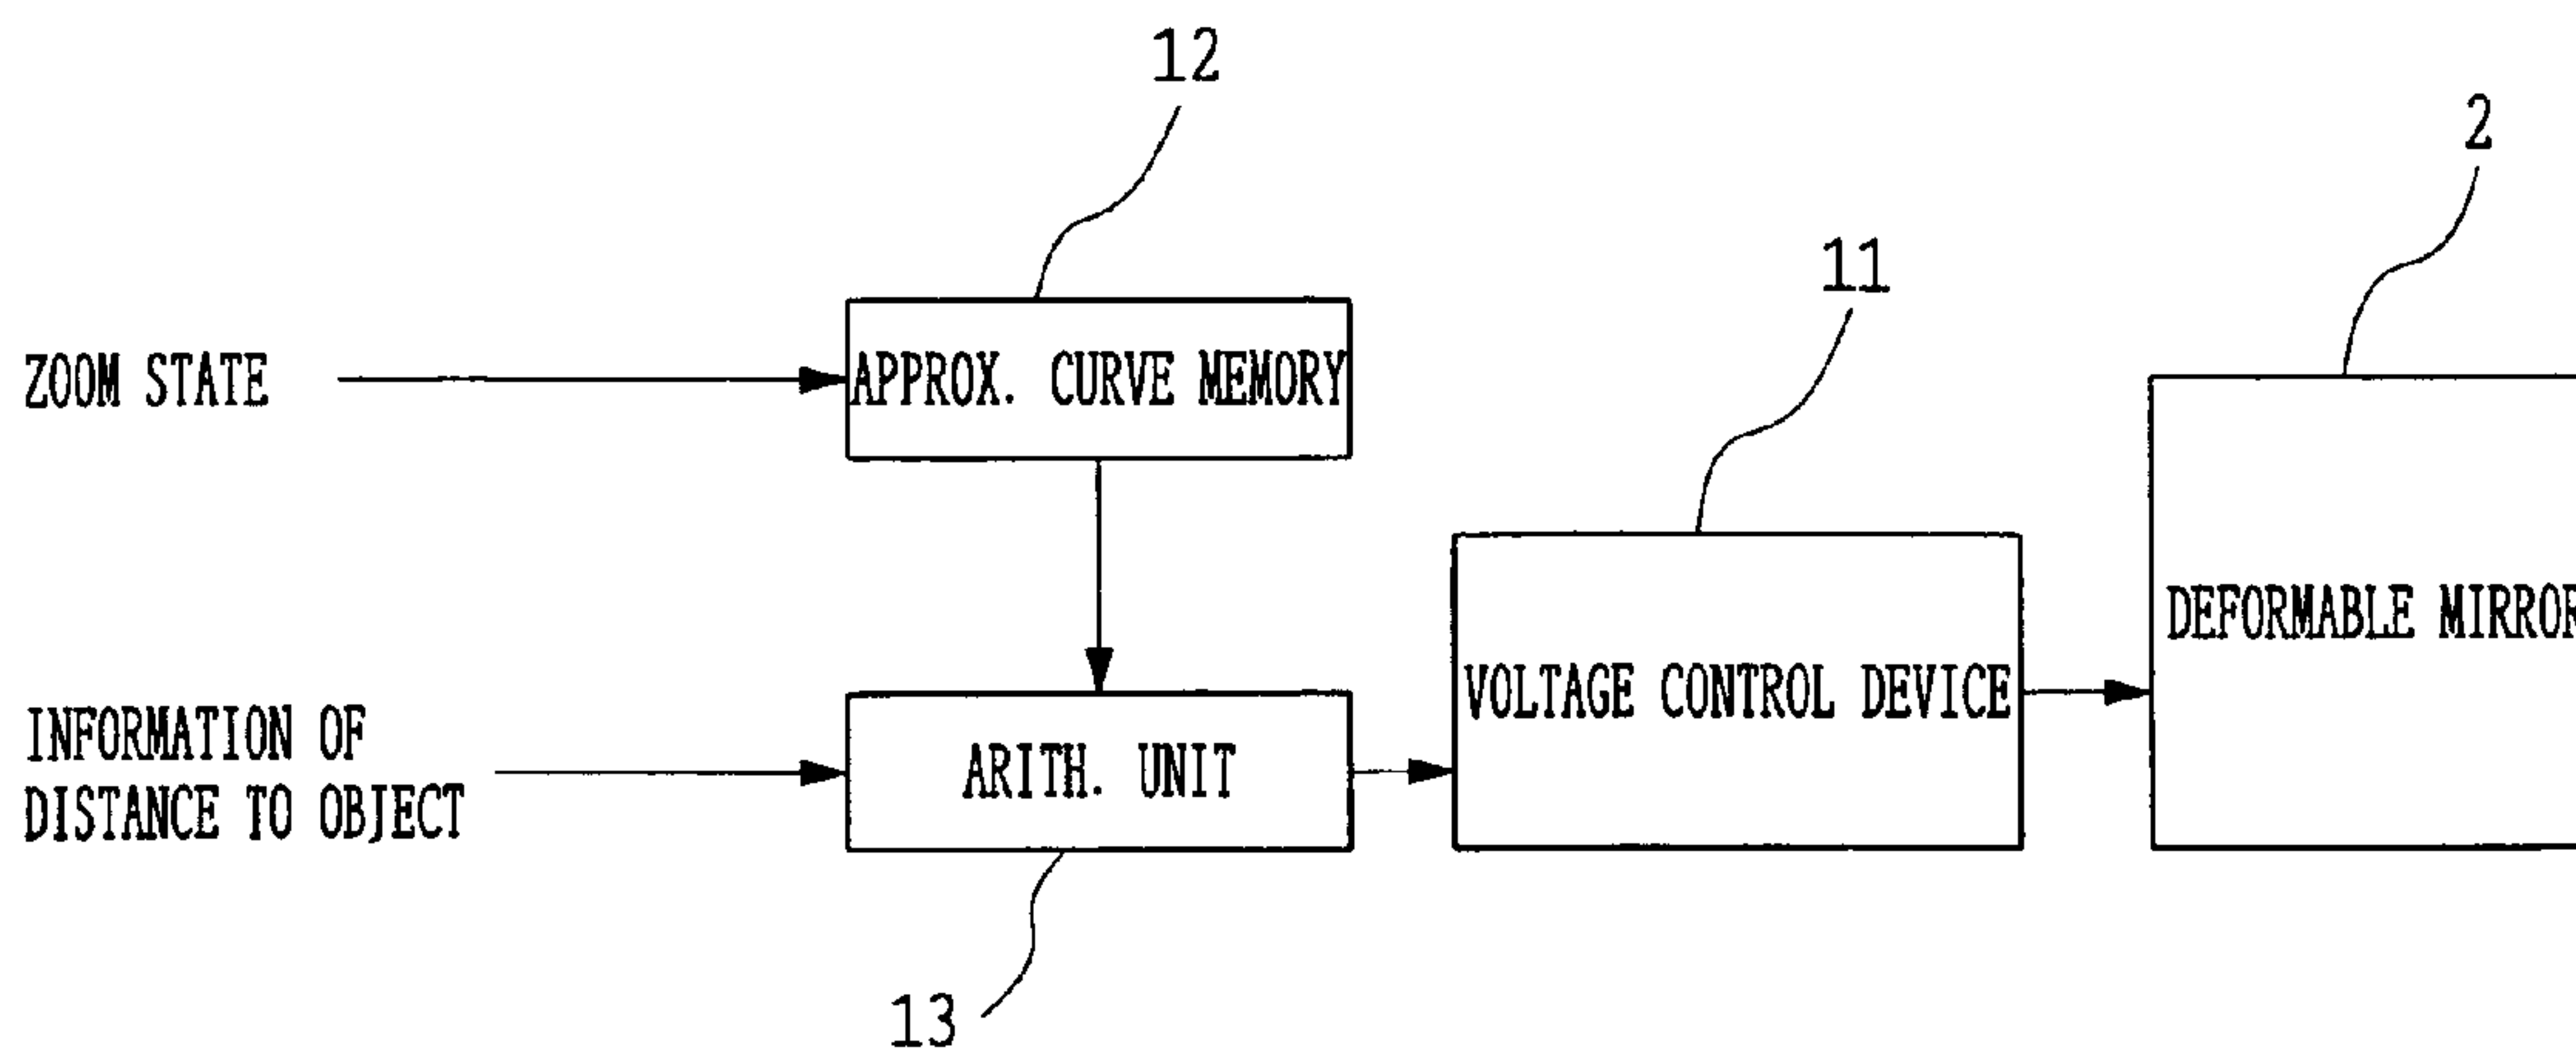 12
2
11
ZOOM STATE
APPROX. CURVE MEMORY
DEFORMABLE MIRROR
VOLTAGE CONTROL DEVICE
INFORMATION OF
DISTANCE TO OBJECT
ARITH. UNIT
13